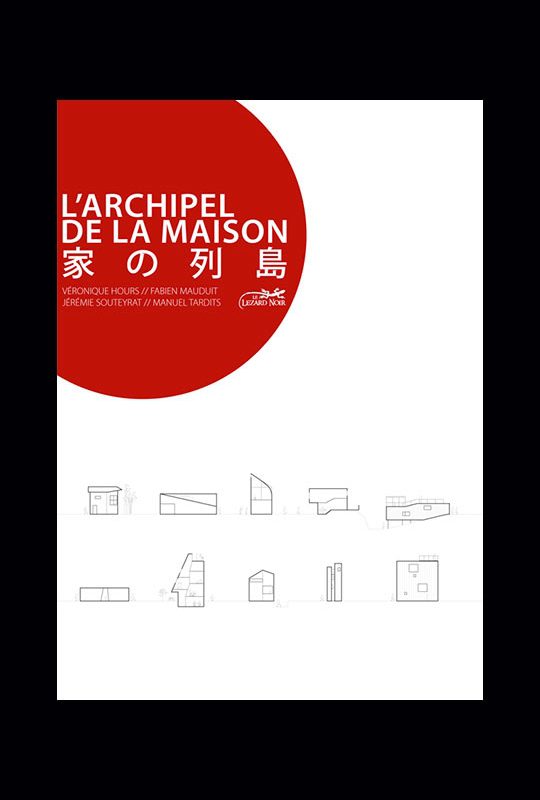 L'ARCHIPEL
DE LA MAISON
家の列島
VÉRONIQUE HOURS // FABIEN MAUDUIT
JÉRÉMIE SOUTEYRAT // MANUEL TARDITS
LE
LÉZARD NOIR